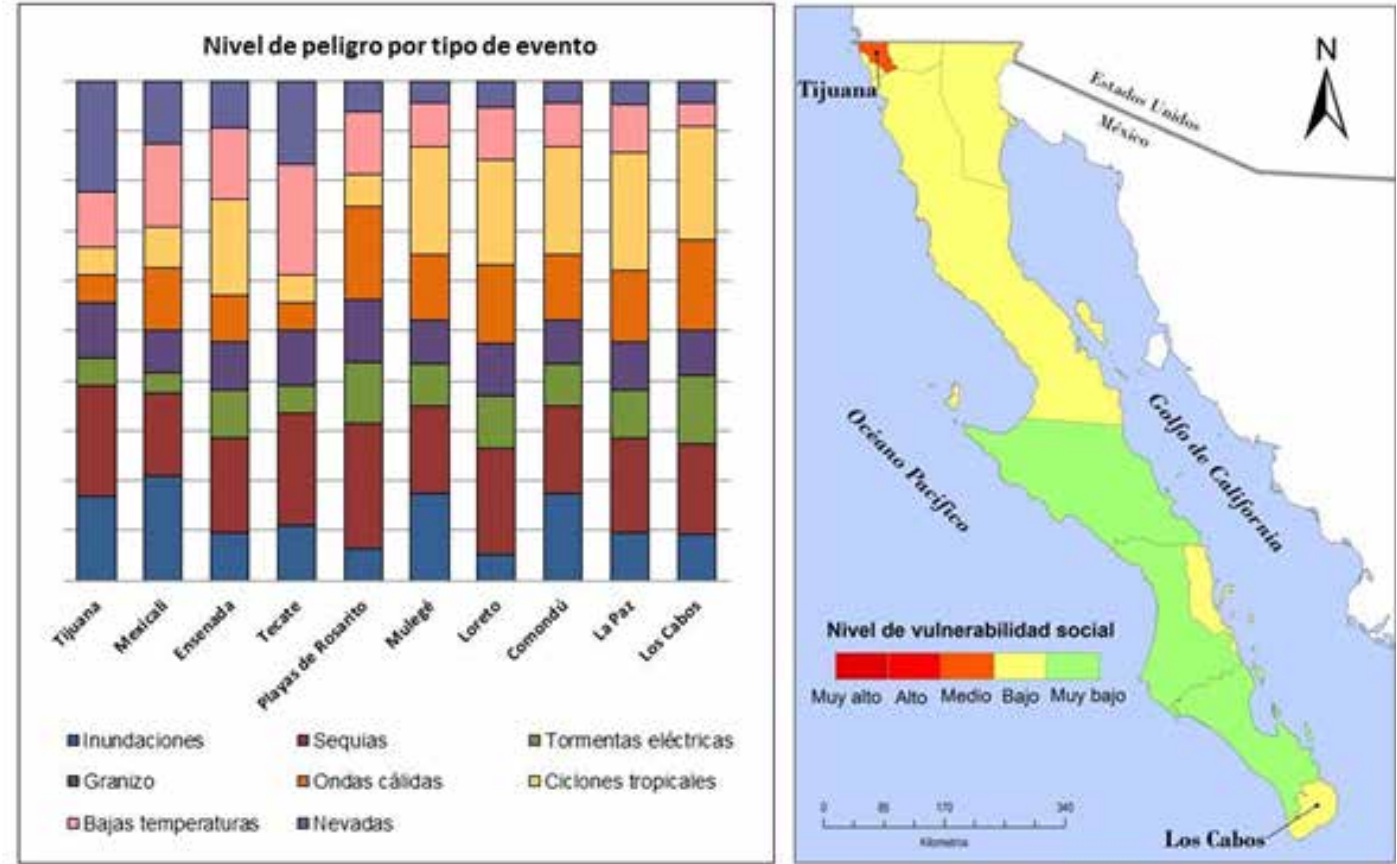 Nivel de peligro por tipo de evento
Tijuana
Mexicali
Ensenada
Tecate
Playas de Rosarito
Mulegé
Loreto
Comondú
La Paz
Los Cabos
Inundaciones
Sequias
Tormentas eléctricas
Granizo
Ondas cálidas
Ciclones tropicales
Bajas temperaturas
Nevadas
N
Tijuana
Estados Unidos
México
Océano Pacífico
Golfo de California
Nivel de vulnerabilidad social
Muy alto Alto Medio Bajo Muy bajo
0 85 170 340
Kilometros
Los Cabos